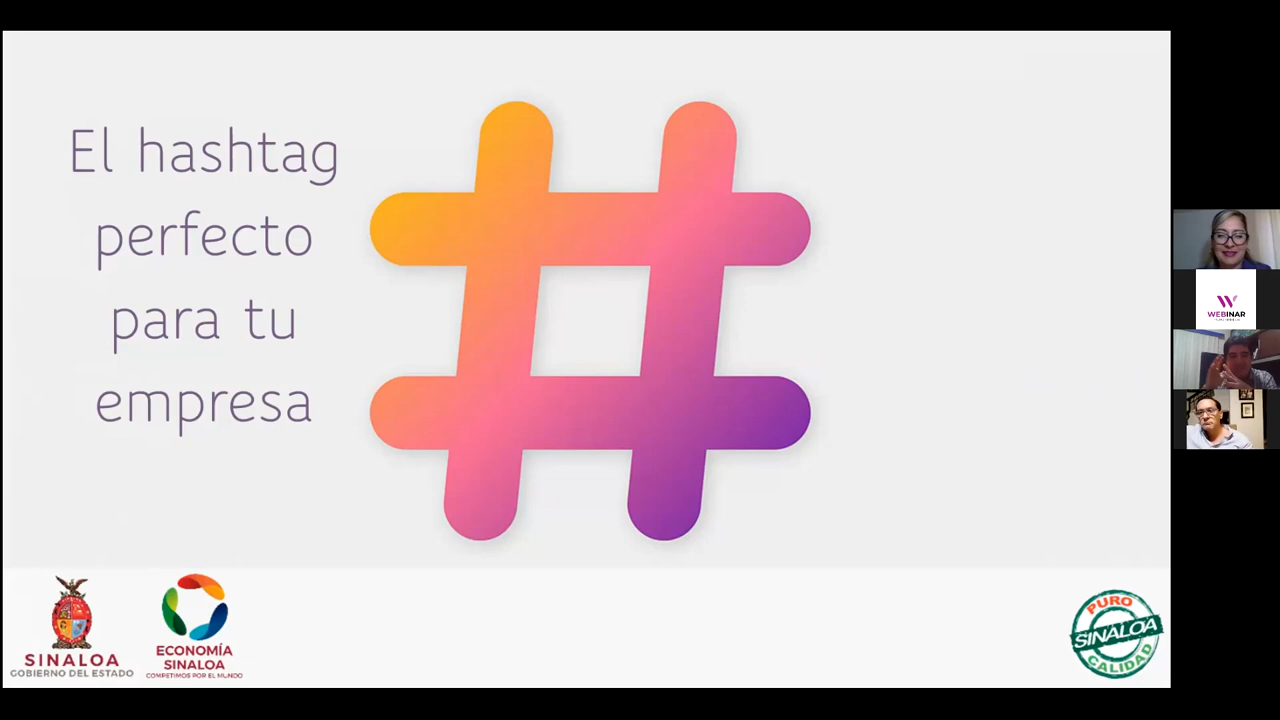 El hashtag
perfecto
para tu
empresa
SINALOA
GOBIERNO DEL ESTADO
ECONOMÍA
SINALOA
COMPETIMOS POR EL MUNDO
PURO
SINALOA
CALIDAD
WEBINAR